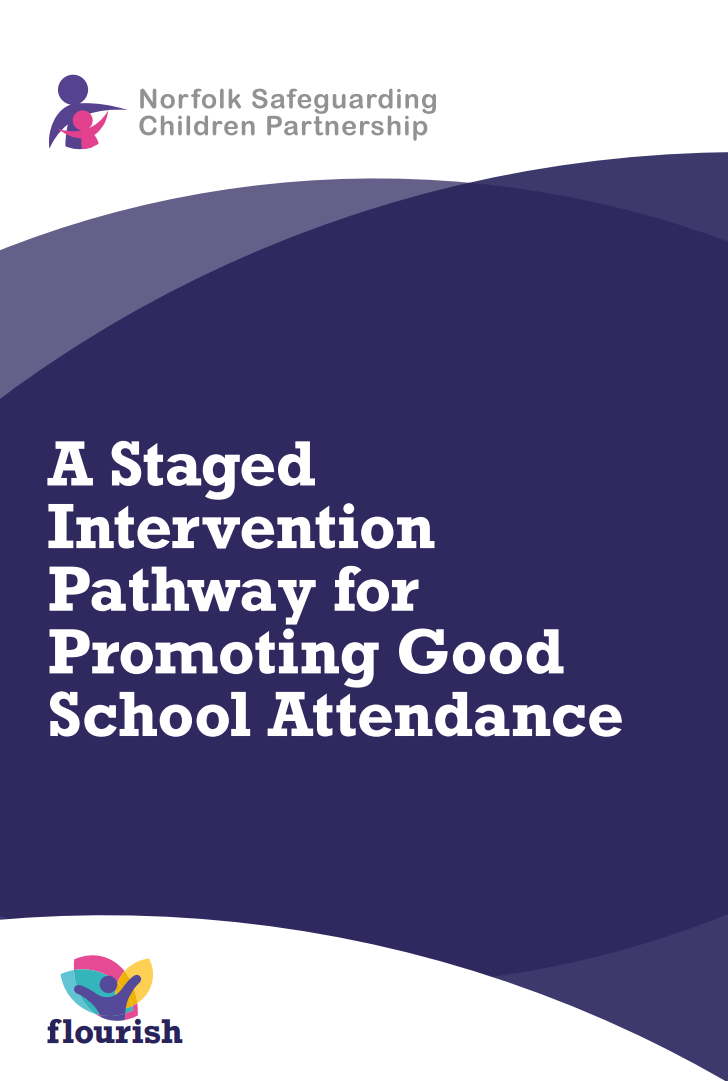 Norfolk Safeguarding
Children Partnership
A Staged
Intervention
Pathway for
Promoting Good
School Attendance
flourish